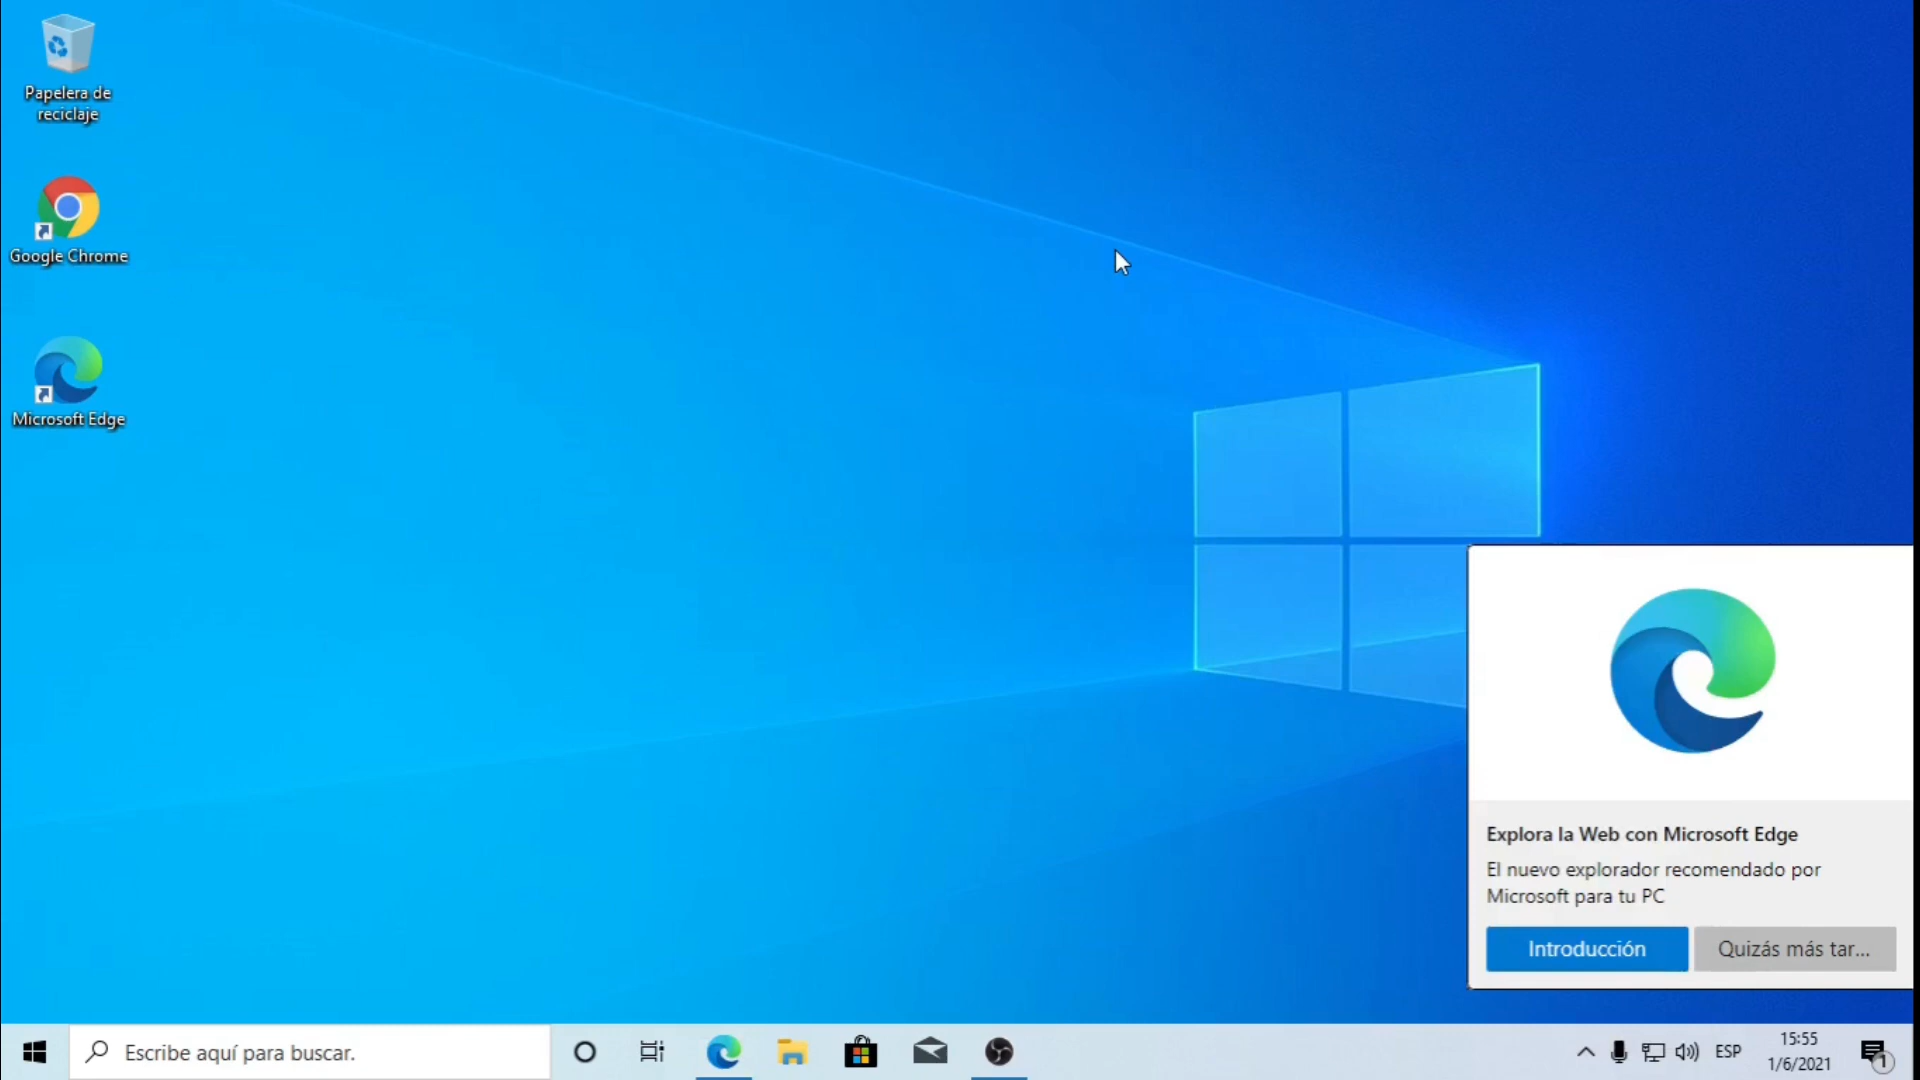 Papelera de
reciclaje
Google Chrome
Microsoft Edge
Explora la Web con Microsoft Edge
El nuevo explorador recomendado por
Microsoft para tu PC
Introducción
Quizás más tar...
Escribe aquí para buscar.
ESP
15:55
1/6/2021
1